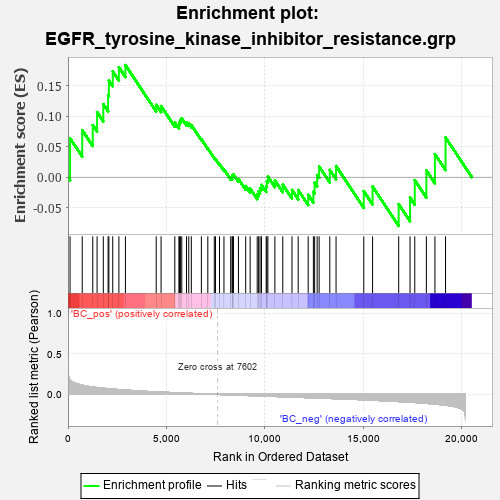 Enrichment plot:
EGFR_tyrosine_kinase_inhibitor_resistance.grp
Enrichment score (ES)
0.15
0.10
0.05
0.00
-0.05
'BC_pos' (positively correlated)
Ranked list metric (Pearson)
1.0
0.5
0.0
Zero cross at 7602
'BC_neg' (negatively correlated)
0
5,000
10,000
15,000
20,000
Rank in Ordered Dataset
Enrichment profile
Hits
Ranking metric scores